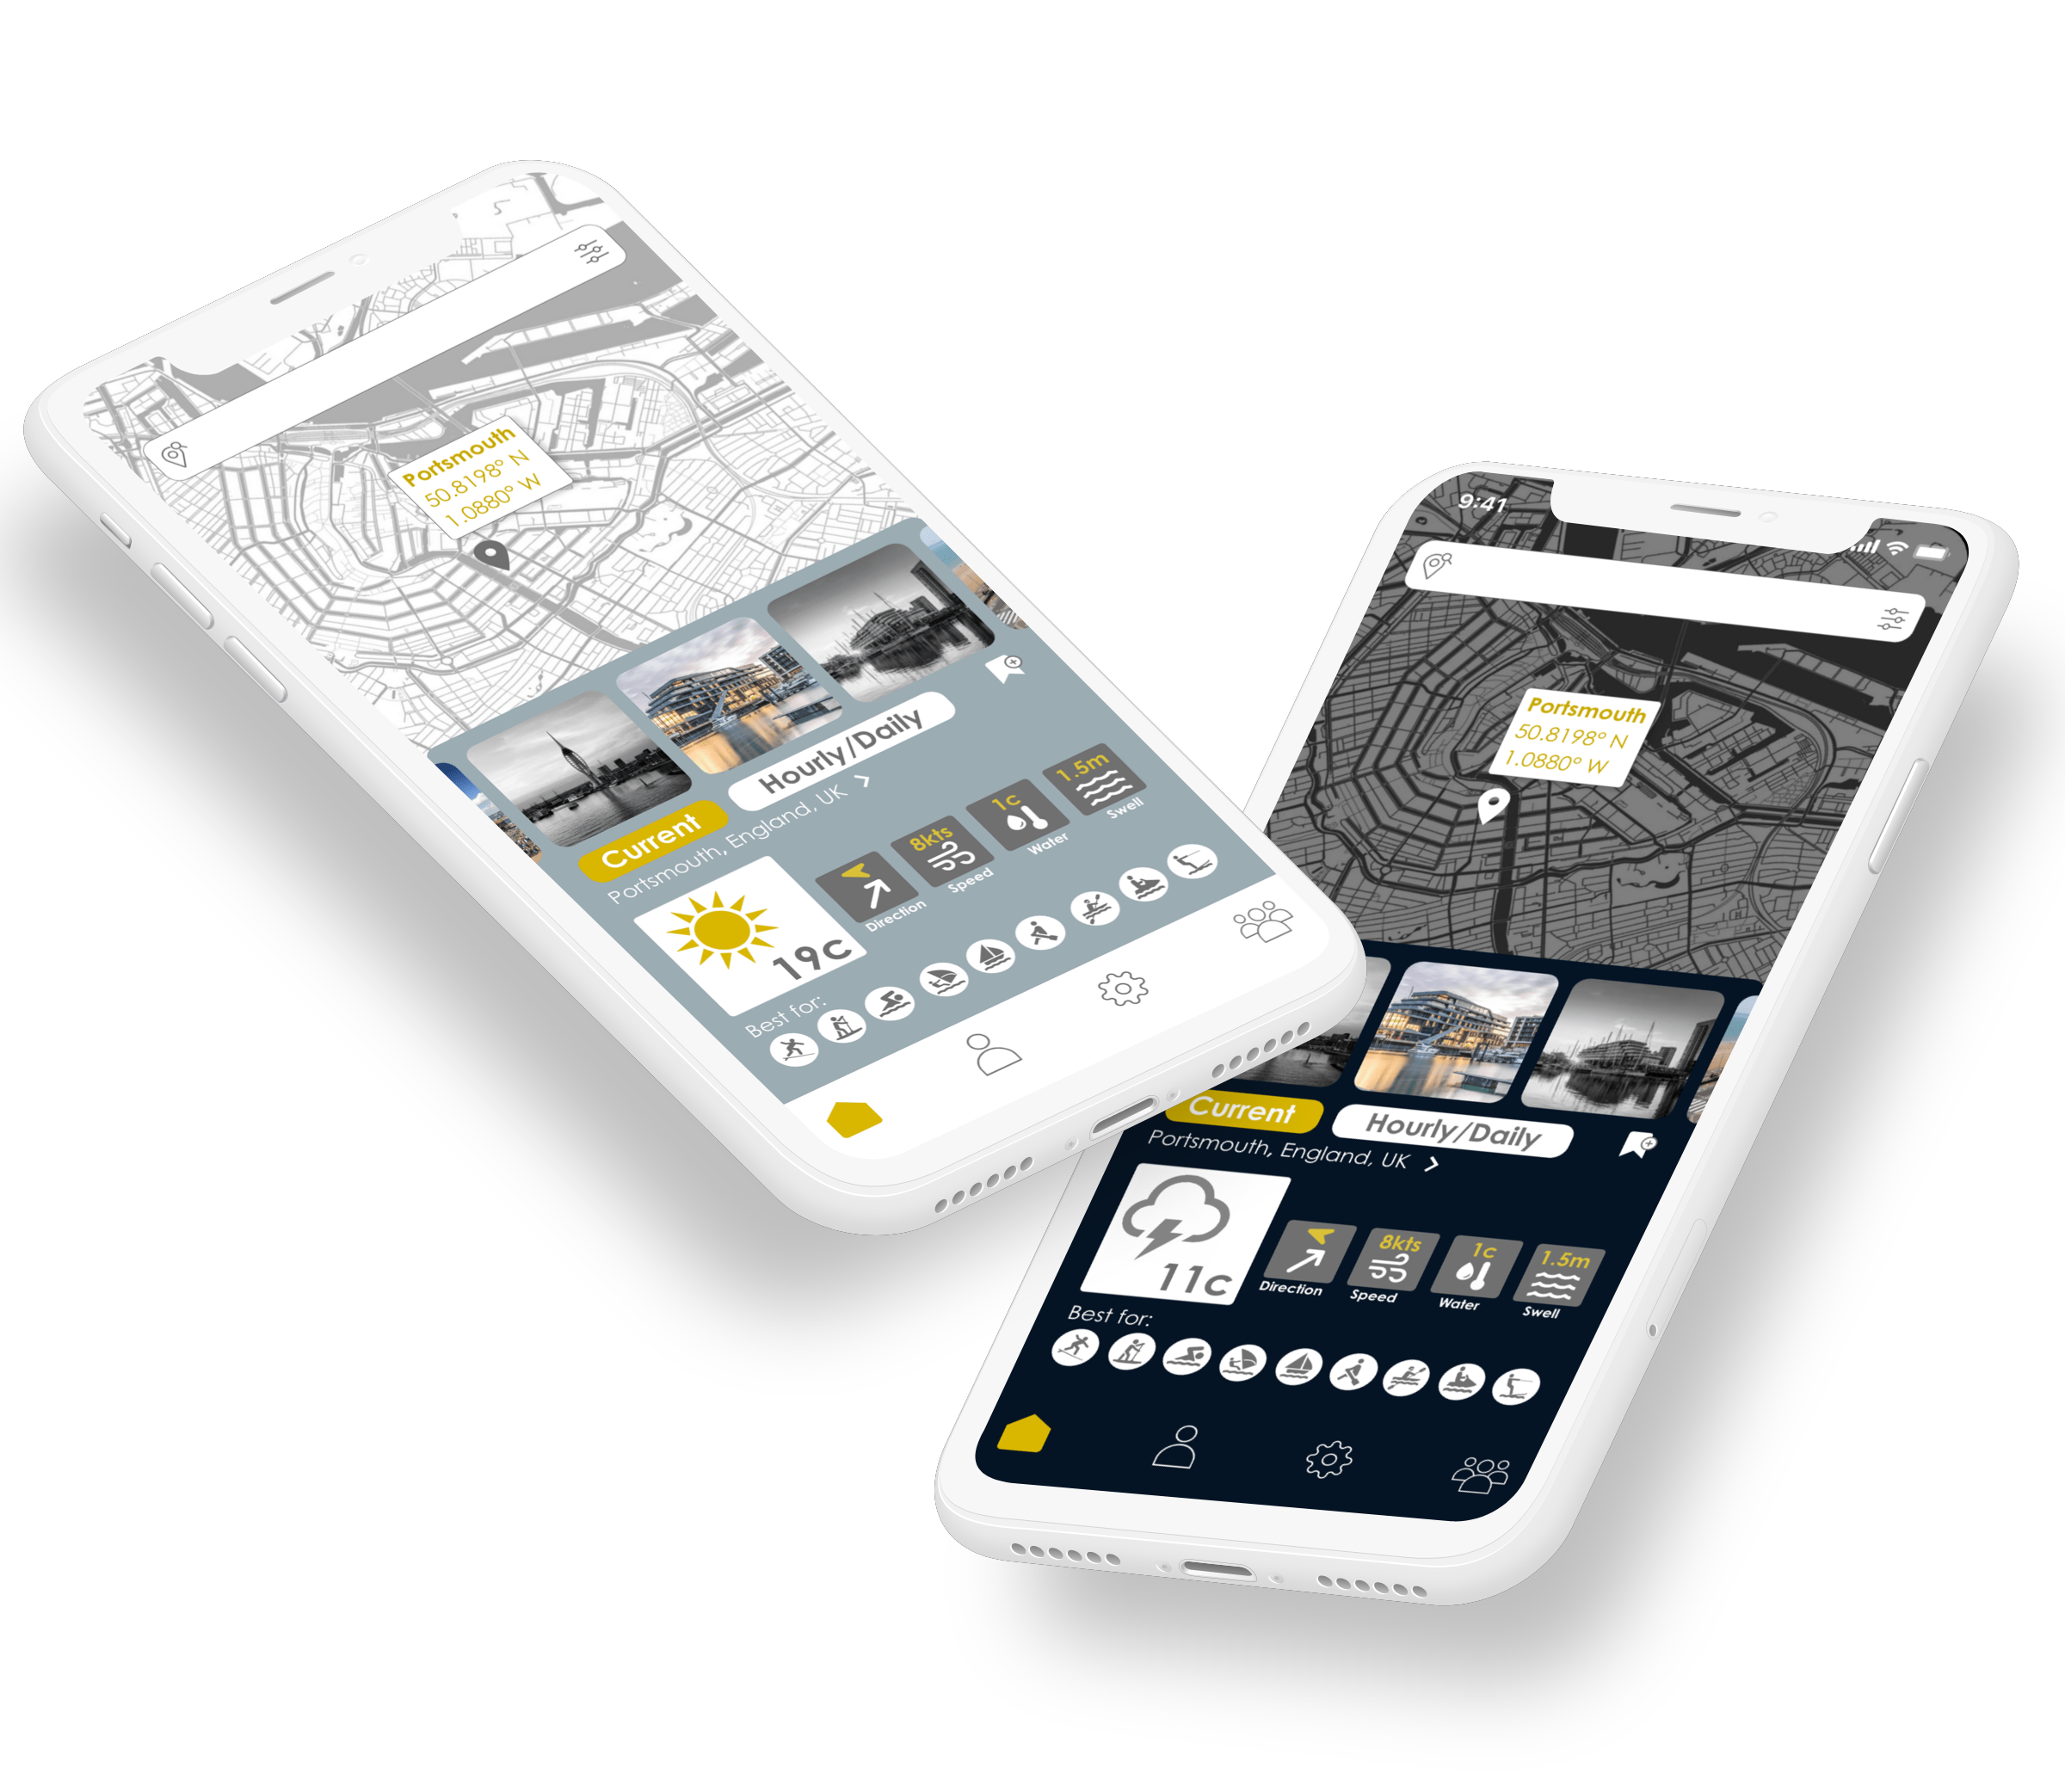 Portsmouth
50.8198° N
1.0880° W
Current
Hourly/Daily
Portsmouth, England, UK
19c
Direction
8kts
Speed
1c
Water
1.5m
Swell
Best for:
9:41
Portsmouth
50.8198° N
1.0880° W
Current
Hourly/Daily
Portsmouth, England, UK
11c
Direction
8kts
Speed
1c
Water
1.5m
Swell
Best for: